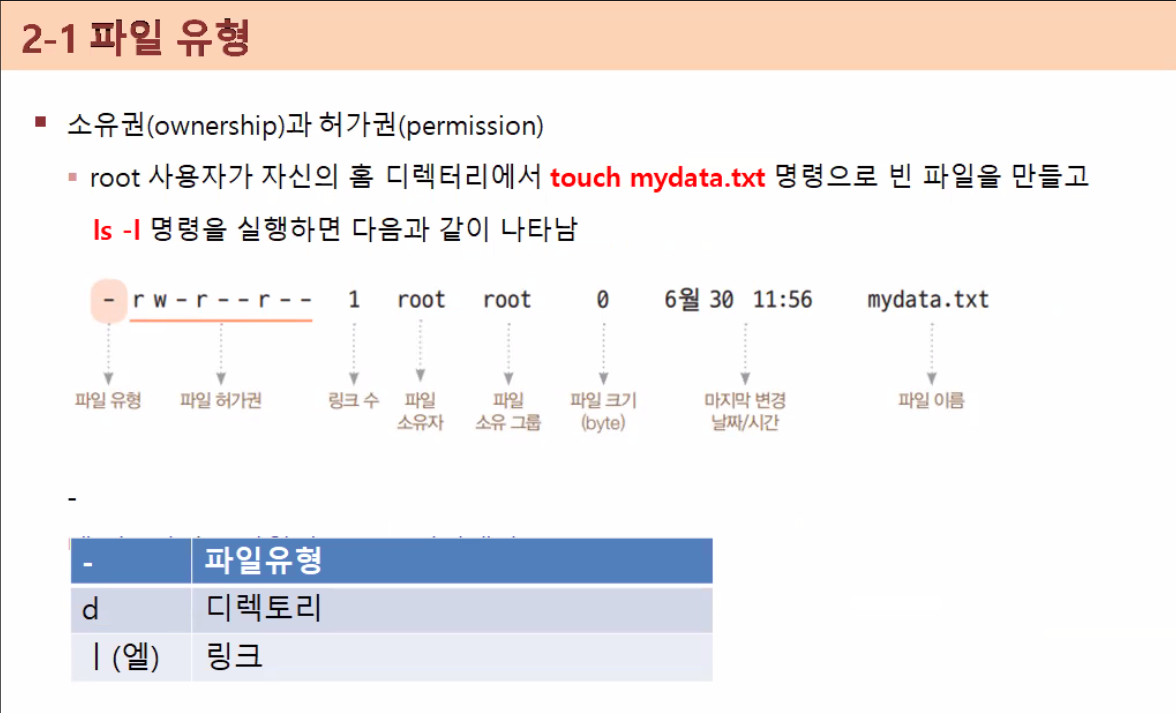 2-1 파일 유형
소유권(ownership)과 허가권(permission)
root 사용자가 자신의 홈 디렉터리에서 touch mydata.txt 명령으로 빈 파일을 만들고
ls -l 명령을 실행하면 다음과 같이 나타남
- r w - r - - r - - 1 root root 0 6월 30 11:56 mydata.txt
파일 유형 파일 허가권 링크 수 파일 소유자 파일 소유 그룹 파일 크기 (byte) 마지막 변경 날짜/시간 파일 이름
-
- 파일유형
d 디렉토리
l (엘) 링크